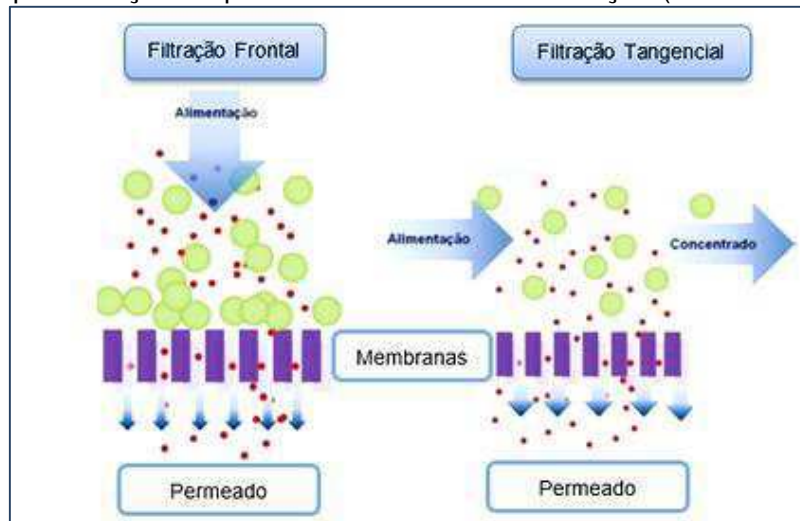 Filtração Frontal
Filtração Tangencial
Alimentação
Alimentação
Concentrado
Membranas
Permeado
Permeado